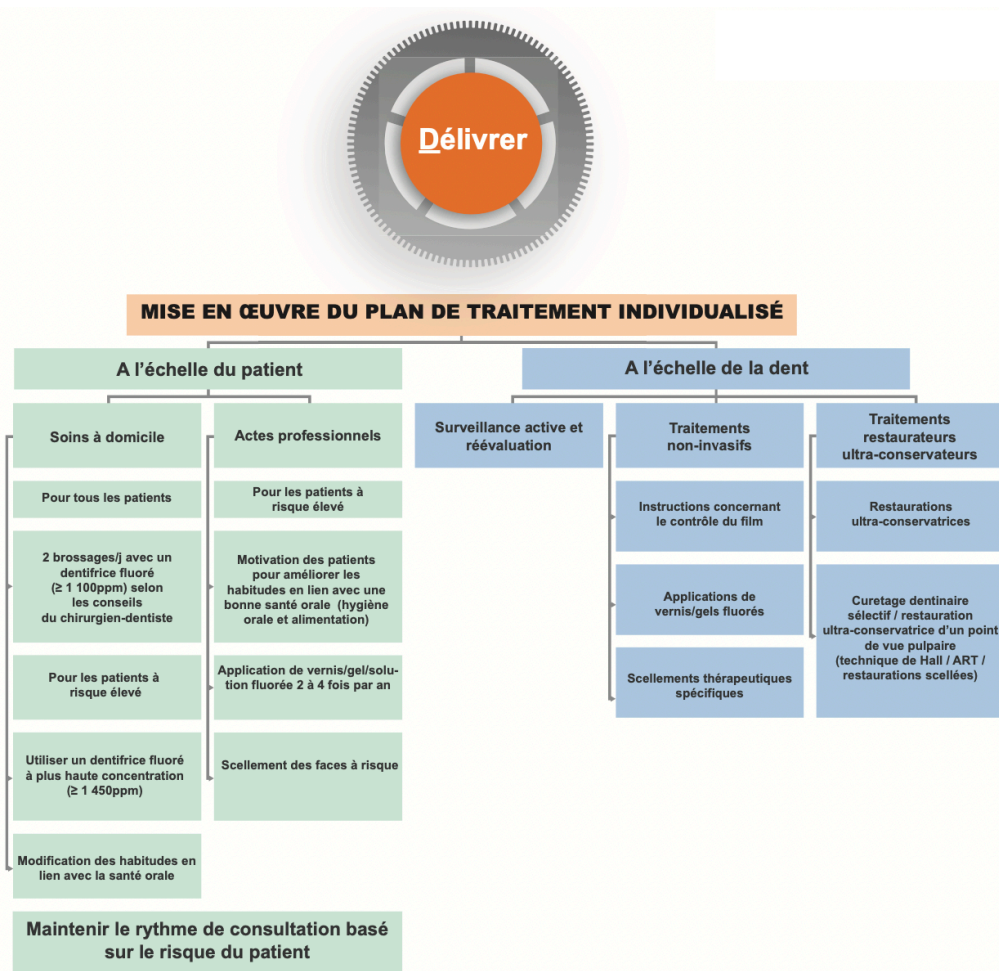 Délivrer
MISE EN ŒUVRE DU PLAN DE TRAITEMENT INDIVIDUALISÉ
A l’échelle du patient
Soins à domicile
Pour tous les patients
2 brossages/j avec un
dentifrice fluoré
(≥ 1 100ppm) selon
les conseils
du chirurgien-dentiste
Pour les patients à
risque élevé
Utiliser un dentifrice fluoré
à plus haute concentration
(≥ 1 450ppm)
Modification des habitudes en
lien avec la santé orale
Actes professionnels
Pour les patients à
risque élevé
Motivation des patients
pour améliorer les
habitudes en lien avec une
bonne santé orale (hygiène
orale et alimentation)
Application de vernis/gel/solu-
tion fluorée 2 à 4 fois par an
Scellement des faces à risque
Maintenir le rythme de consultation basé
sur le risque du patient
A l’échelle de la dent
Surveillance active et
réévaluation
Traitements
non-invasifs
Instructions concernant
le contrôle du film
Applications de
vernis/gels fluorés
Scellements thérapeutiques
spécifiques
Traitements
restaurateurs
ultra-conservateurs
Restaurations
ultra-conservatrices
Curetage dentinaire
sélectif / restauration
ultra-conservatrice d’un point
de vue pulpaire
(technique de Hall / ART /
restaurations scellées)